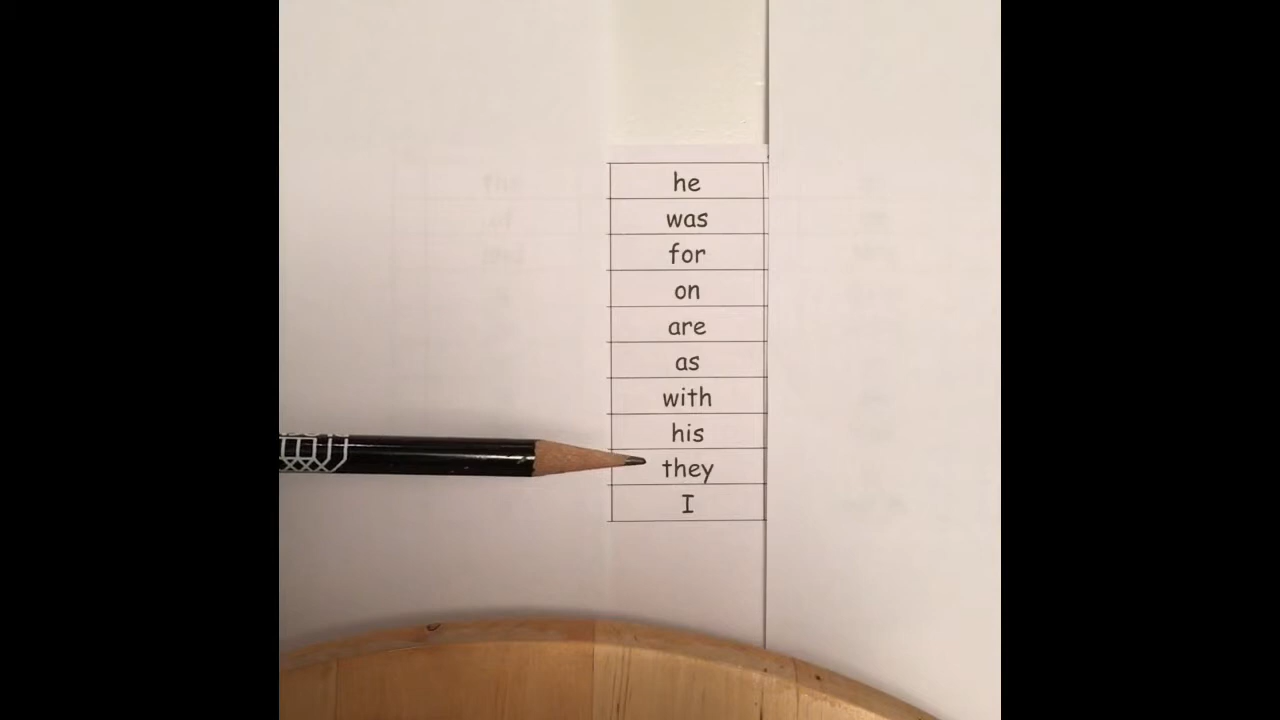 he
was
for
on
are
as
with
his
they
I